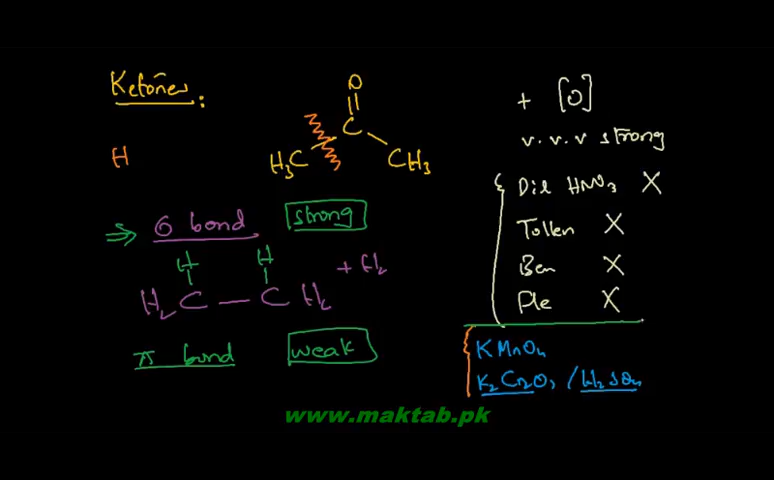 Ketones:
O
||
C
H₃C CH₃
H
+ [O]
v.v.v strong
Dil HNO₃ X
Tollen X
Ben X
Fle X
KMnO₄
K₂Cr₂O₇ / H₂SO₄
⇒ σ bond strong
H H
H₂C — CH₂ + H₂
π bond weak
www.maktab.pk